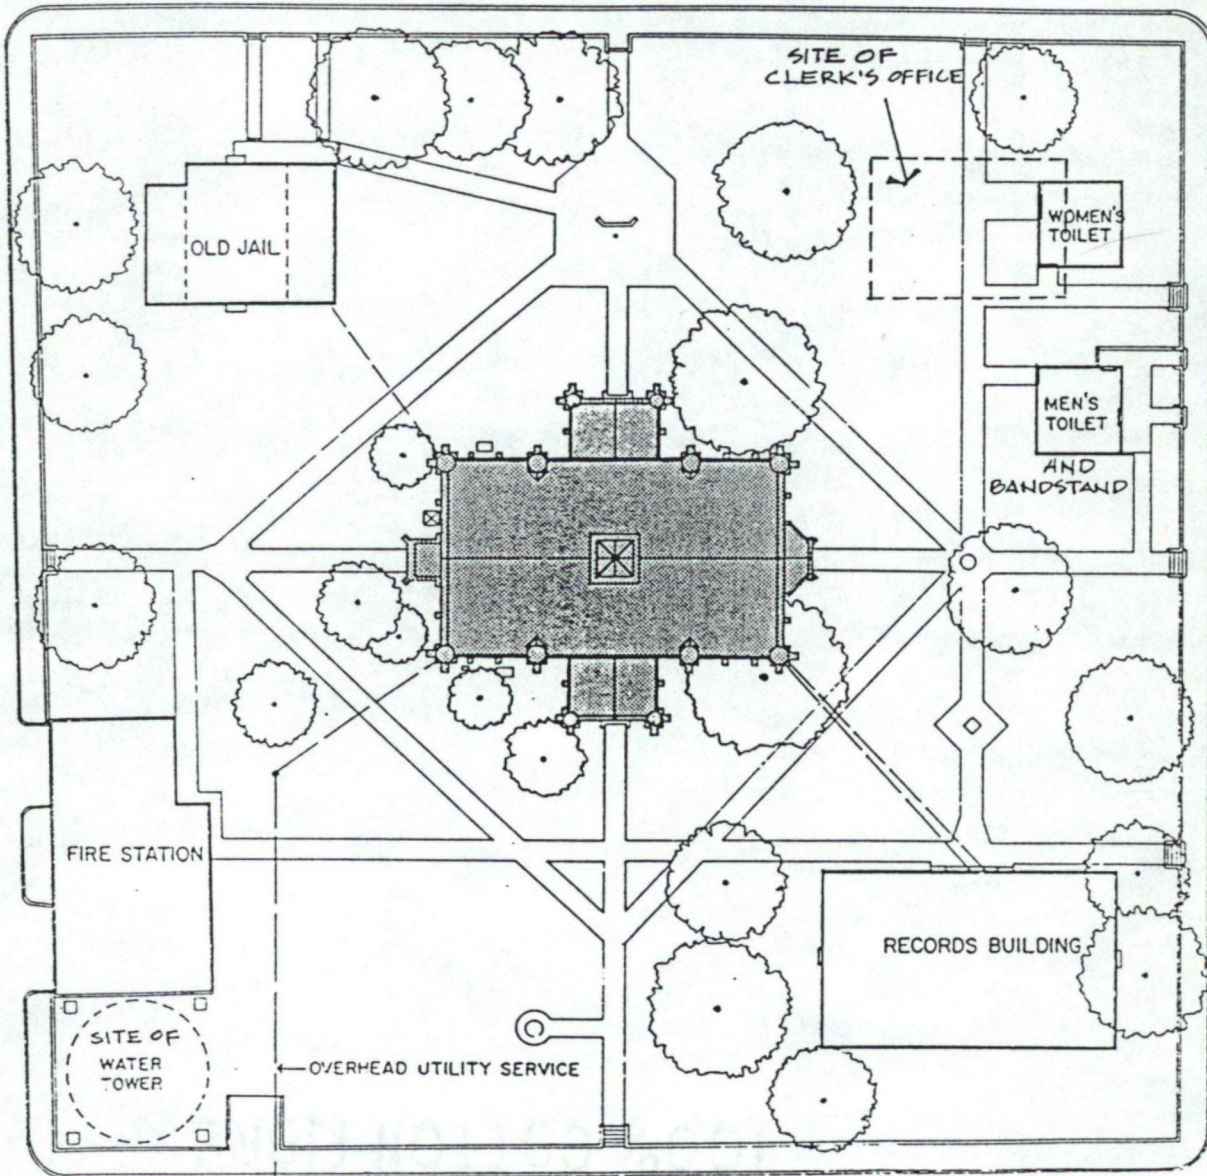 SITE OF
CLERK'S OFFICE
OLD JAIL
WOMEN'S
TOILET
MEN'S
TOILET
AND
BANDSTAND
FIRE STATION
RECORDS BUILDING
SITE OF
WATER
TOWER
OVERHEAD UTILITY SERVICE